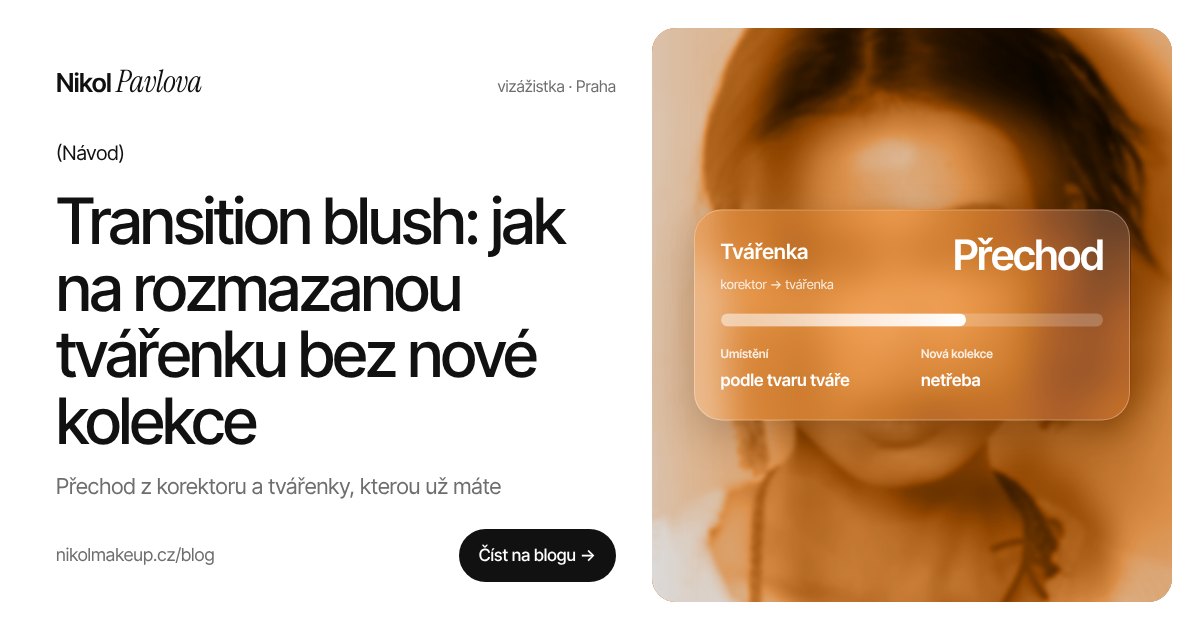 Nikol Pavlova
vizážistka · Praha
(Návod)
Transition blush: jak
na rozmazanou
tvářenku bez nové
kolekce
Přechod z korektoru a tvářenky, kterou už máte
nikolmakeup.cz/blog
Číst na blogu →
Tvářenka
Přechod
korektor → tvářenka
Umístění
podle tvaru tváře
Nová kolekce
netřeba